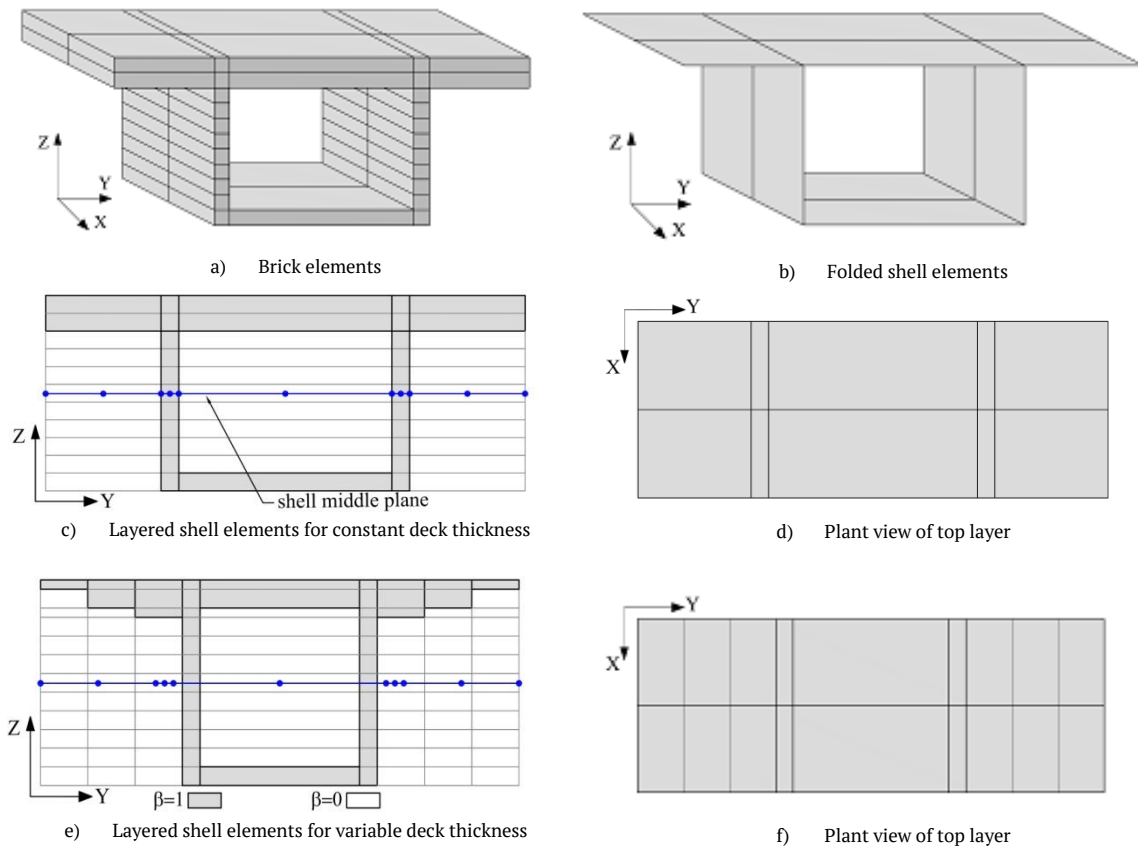 Z
Y
X
a) Brick elements
Z
Y
X
b) Folded shell elements
Z
Y
shell middle plane
c) Layered shell elements for constant deck thickness
Y
X
d) Plant view of top layer
Z
Y
β=1
β=0
e) Layered shell elements for variable deck thickness
Y
X
f) Plant view of top layer